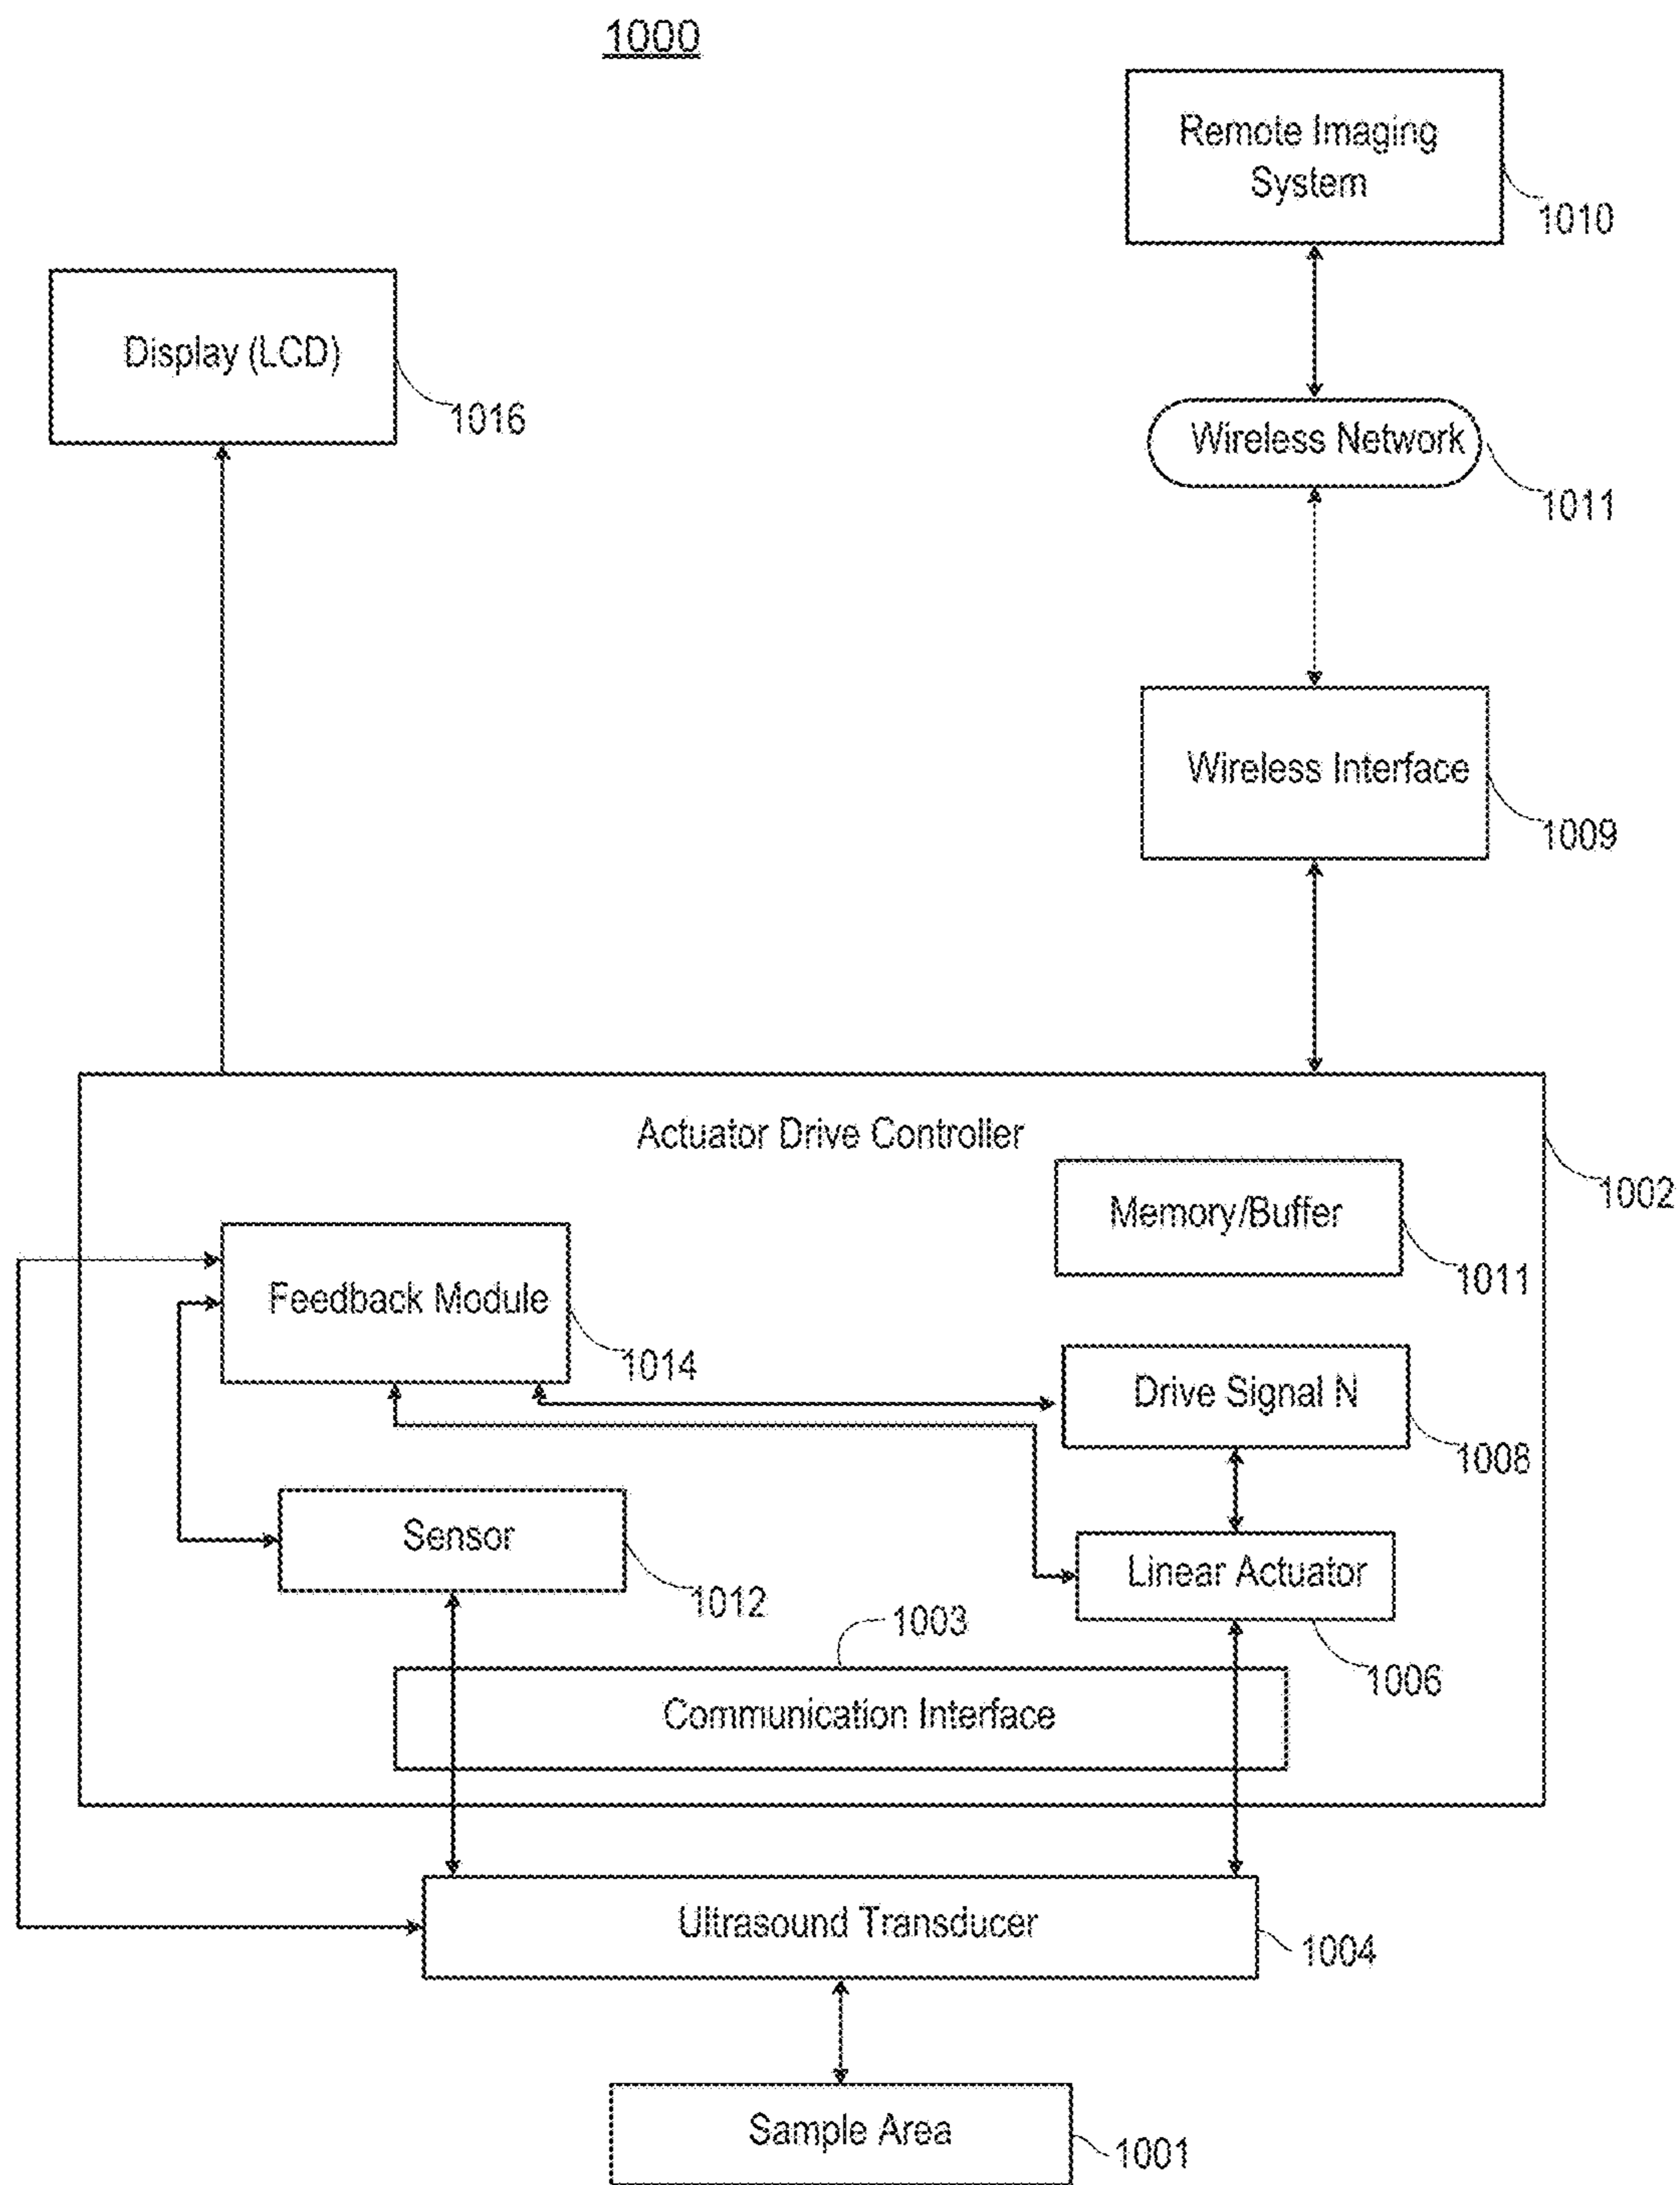 1000
Remote Imaging
System
1010
Display (LCD)
1016
Wireless Network
1011
Wireless Interface
1009
Actuator Drive Controller
1002
Memory/Buffer
1011
Feedback Module
1014
Drive Signal N
1008
Sensor
1012
Linear Actuator
1006
1003
Communication Interface
Ultrasound Transducer
1004
Sample Area
1001